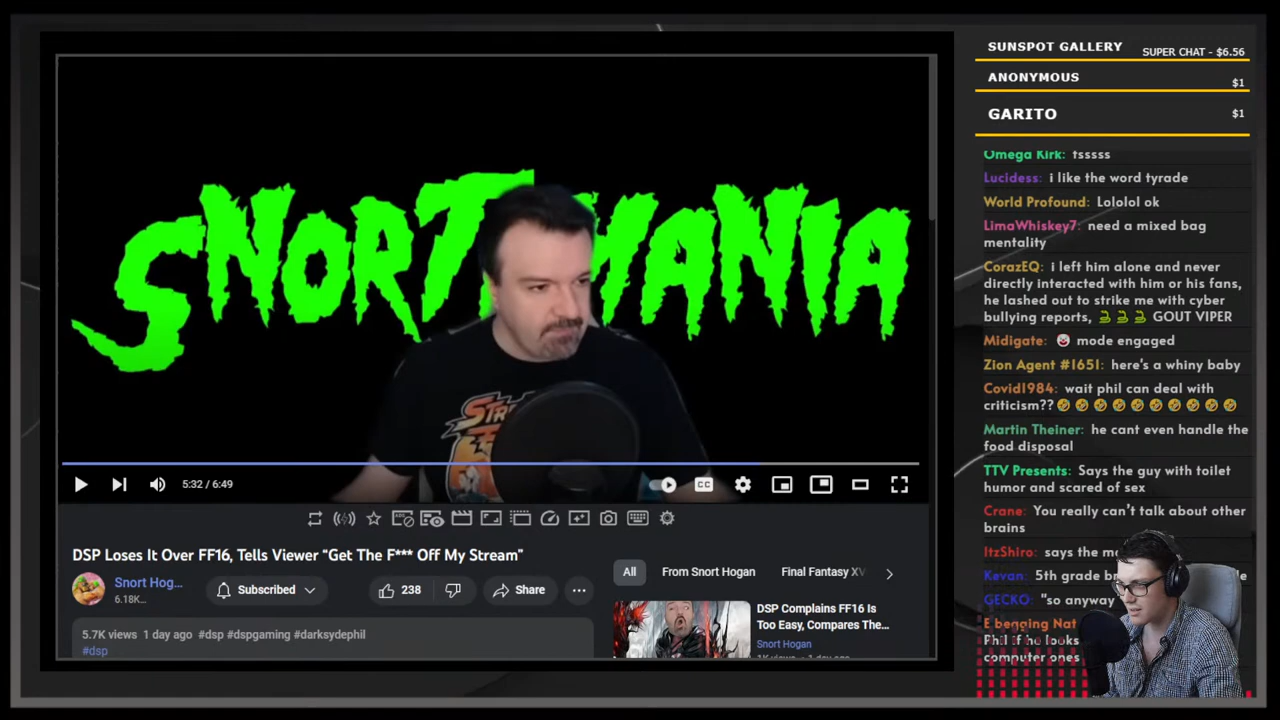 SNORT MANIA
5:32 / 6:49
CC
DSP Loses It Over FF16, Tells Viewer "Get The F*** Off My Stream"
Snort Hog...
6.18K...
Subscribed
238
Share
5.7K views 1 day ago #dsp #dspgaming #darksydephil
#dsp
All
From Snort Hogan
Final Fantasy XV
DSP Complains FF16 Is
Too Easy, Compares The...
Snort Hogan
1 day ago
SUNSPOT GALLERY SUPER CHAT - $6.56
ANONYMOUS $1
GARITO $1
Omega Kirk: tsssss
Lucidess: i like the word tyrade
World Profound: Lololol ok
LimaWhiskey7: need a mixed bag
mentality
CorazEQ: i left him alone and never
directly interacted with him or his fans,
he lashed out to strike me with cyber
bullying reports, 🐍 🐍 🐍 GOUT VIPER
Midigate: 🤡 mode engaged
Zion Agent #1651: here's a whiny baby
Covid1984: wait phil can deal with
criticism?? 🤣 🤣 🤣 🤣 🤣 🤣 🤣 🤣 🤣 🤣
Martin Theiner: he cant even handle the
food disposal
TTV Presents: Says the guy with toilet
humor and scared of sex
Crane: You really can't talk about other
brains
ItzShiro: says the
Kevan: 5th grade
GECKO: "so anyway
E begging Nat
Phil if he looks
computer ones